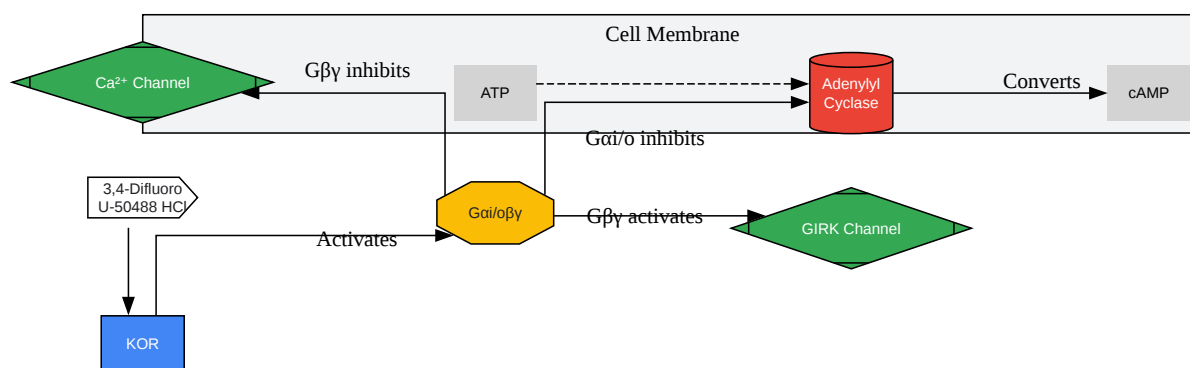 Cell Membrane
Ca²⁺ Channel
Gβγ inhibits
ATP
Adenylyl
Cyclase
Converts
cAMP
Gαi/o inhibits
3,4-Difluoro
U-50488 HCl
Gαi/oβγ
Gβγ activates
GIRK Channel
Activates
KOR